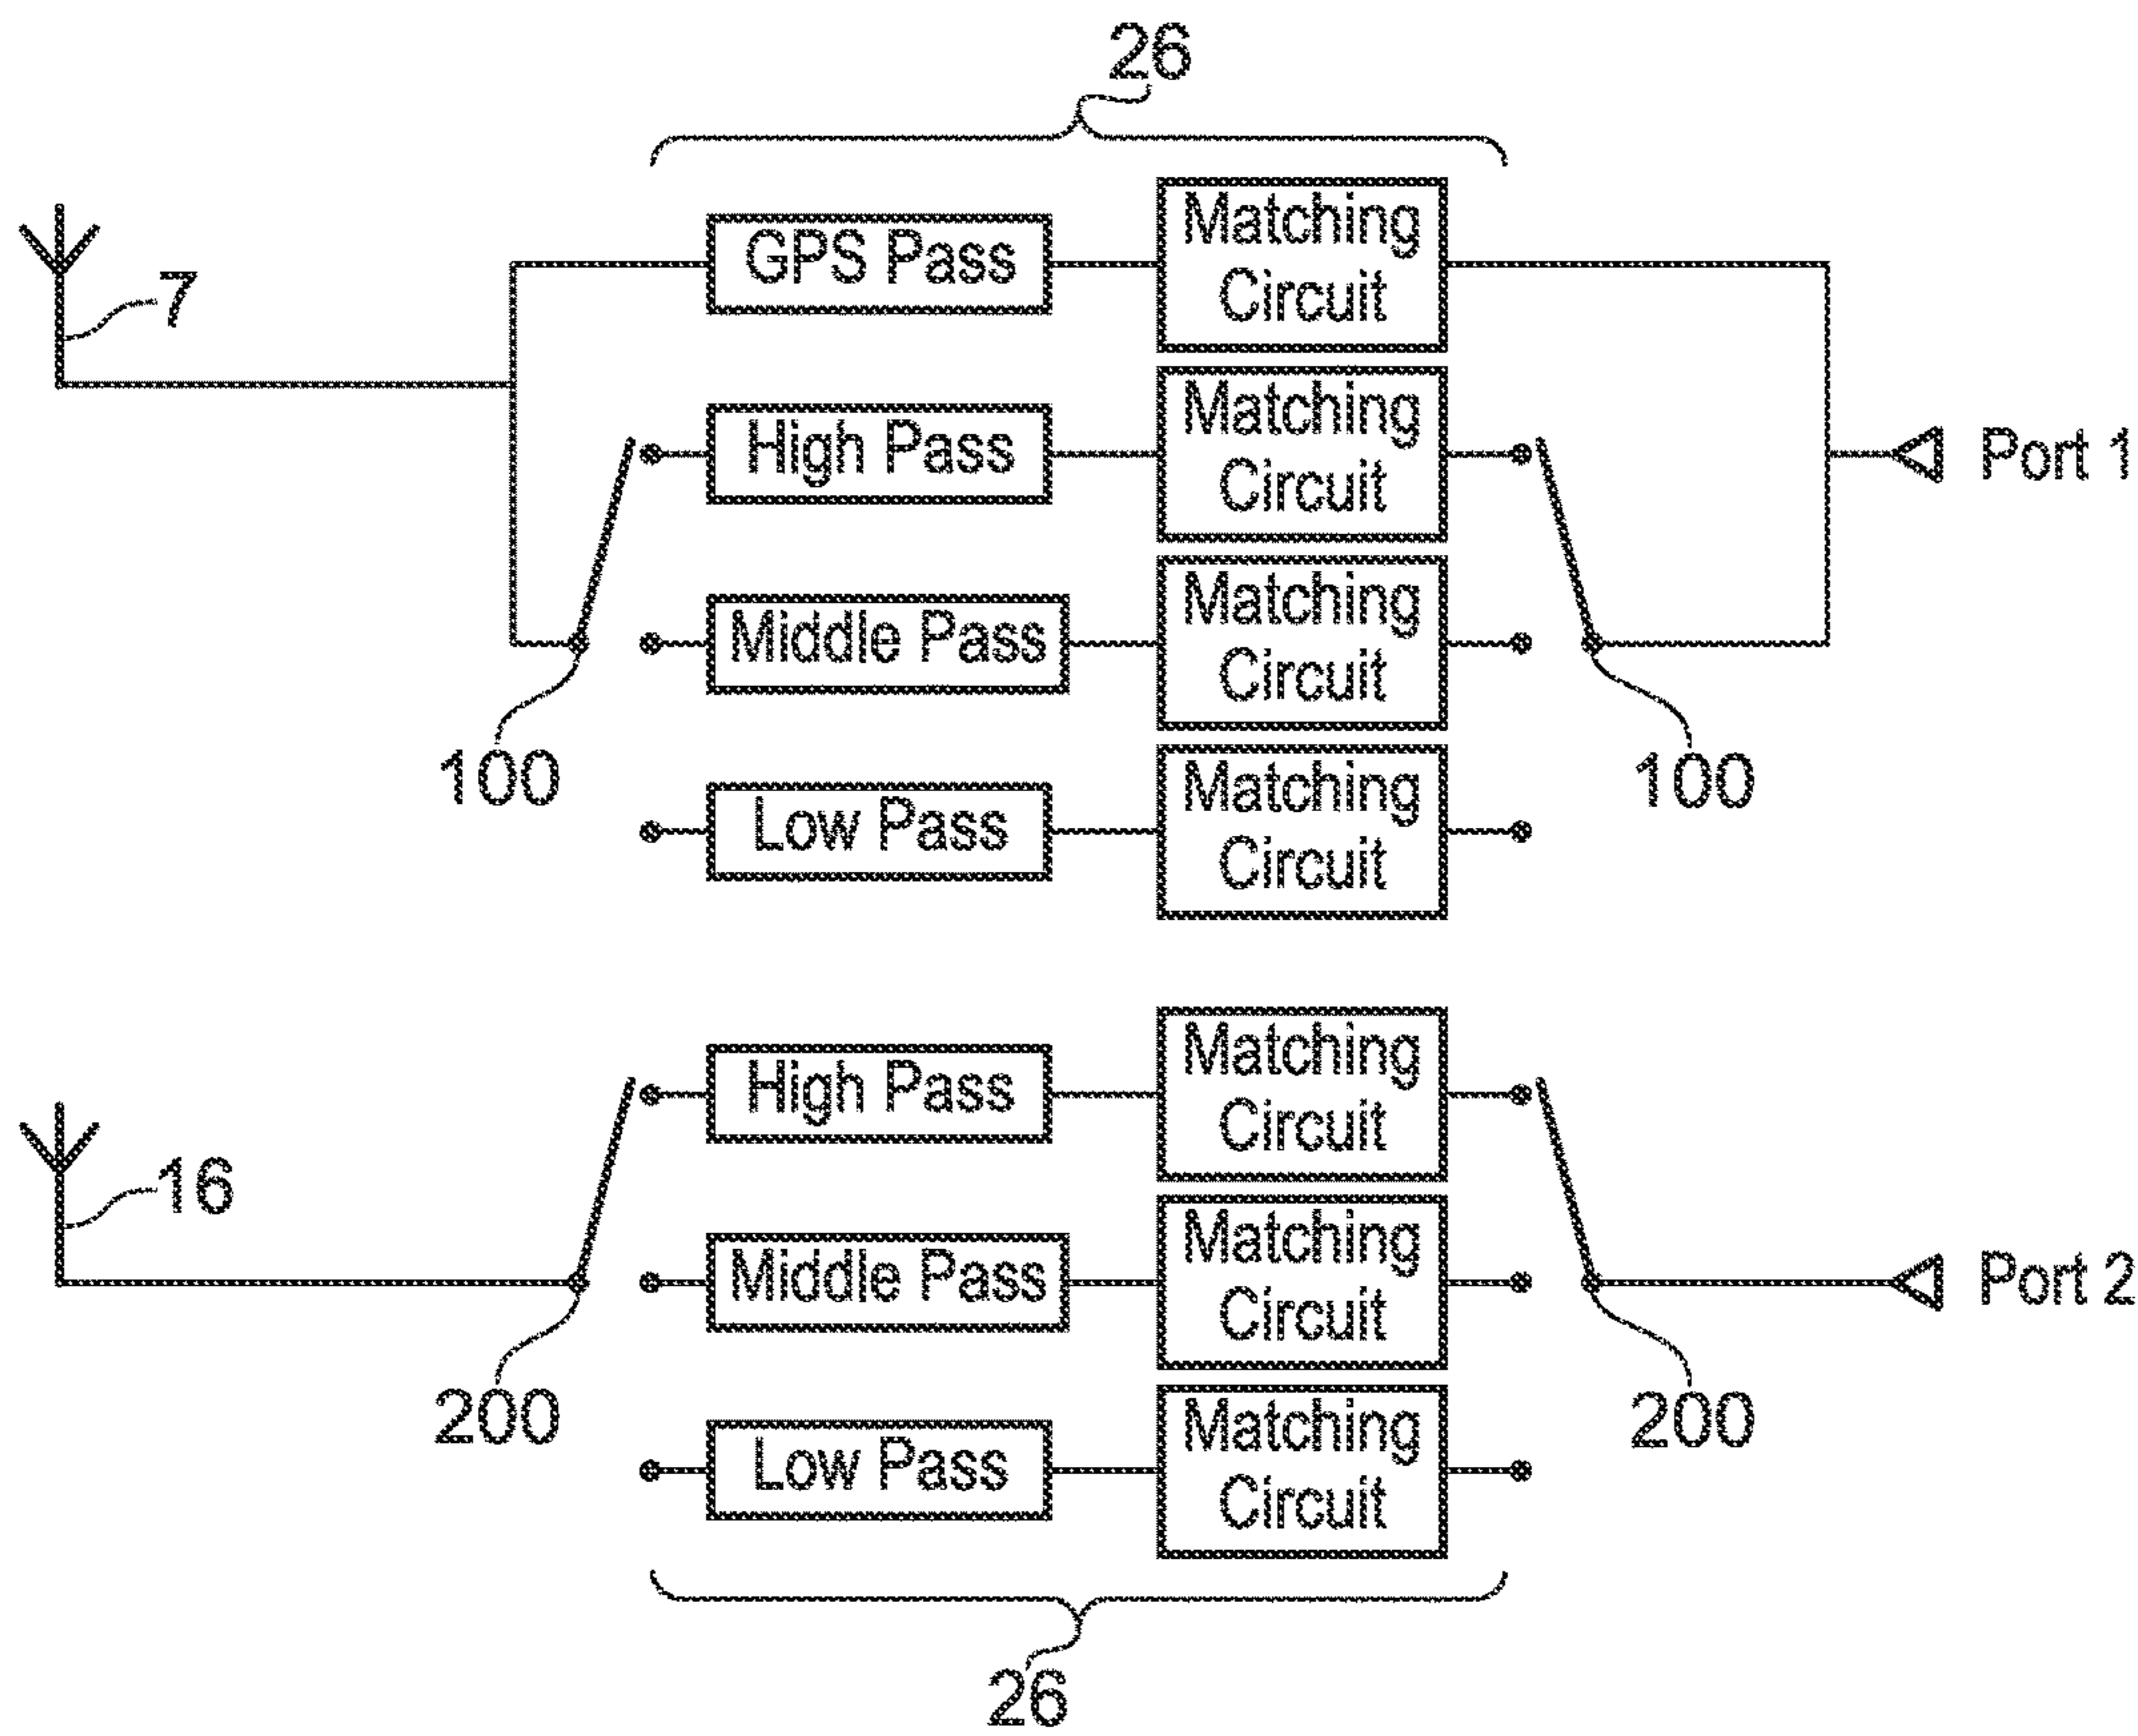 26
GPS Pass
Matching
Circuit
7
High Pass
Matching
Circuit
Port 1
Middle Pass
Matching
Circuit
100
100
Low Pass
Matching
Circuit
High Pass
Matching
Circuit
16
Middle Pass
Matching
Circuit
Port 2
200
200
Low Pass
Matching
Circuit
26